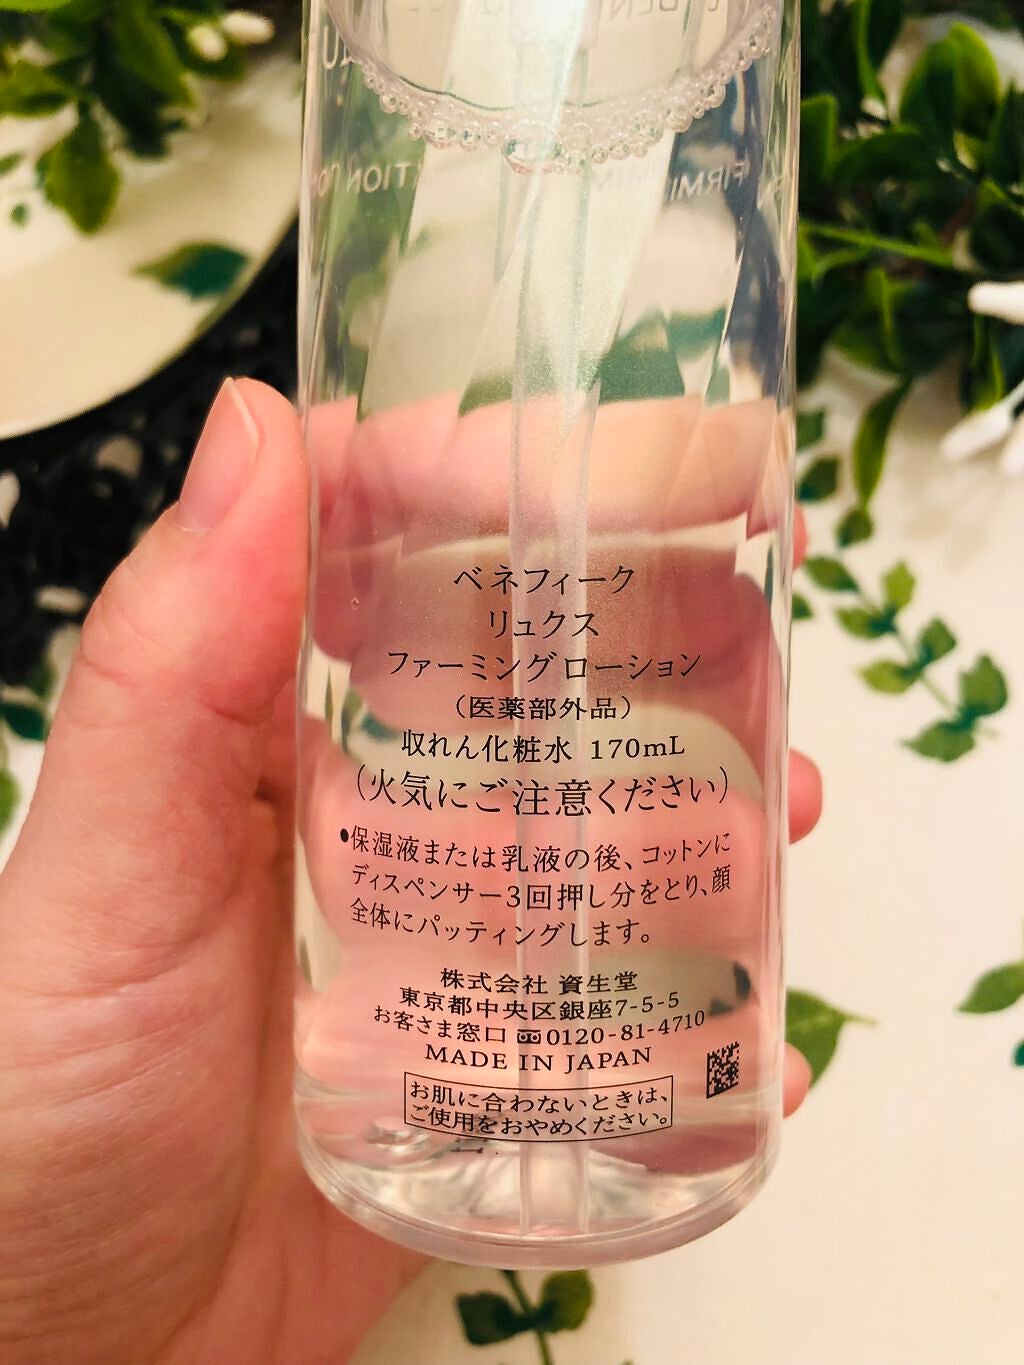 ベネフィーク
リュクス
ファーミングローション
（医薬部外品）
収れん化粧水 170mL
（火気にご注意ください）
●保湿液または乳液の後、コットンに
ディスペンサー3回押し分をとり、顔
全体にパッティングします。
株式会社 資生堂
東京都中央区銀座7-5-5
お客さま窓口 0120-81-4710
MADE IN JAPAN
お肌に合わないときは、
ご使用をおやめください。